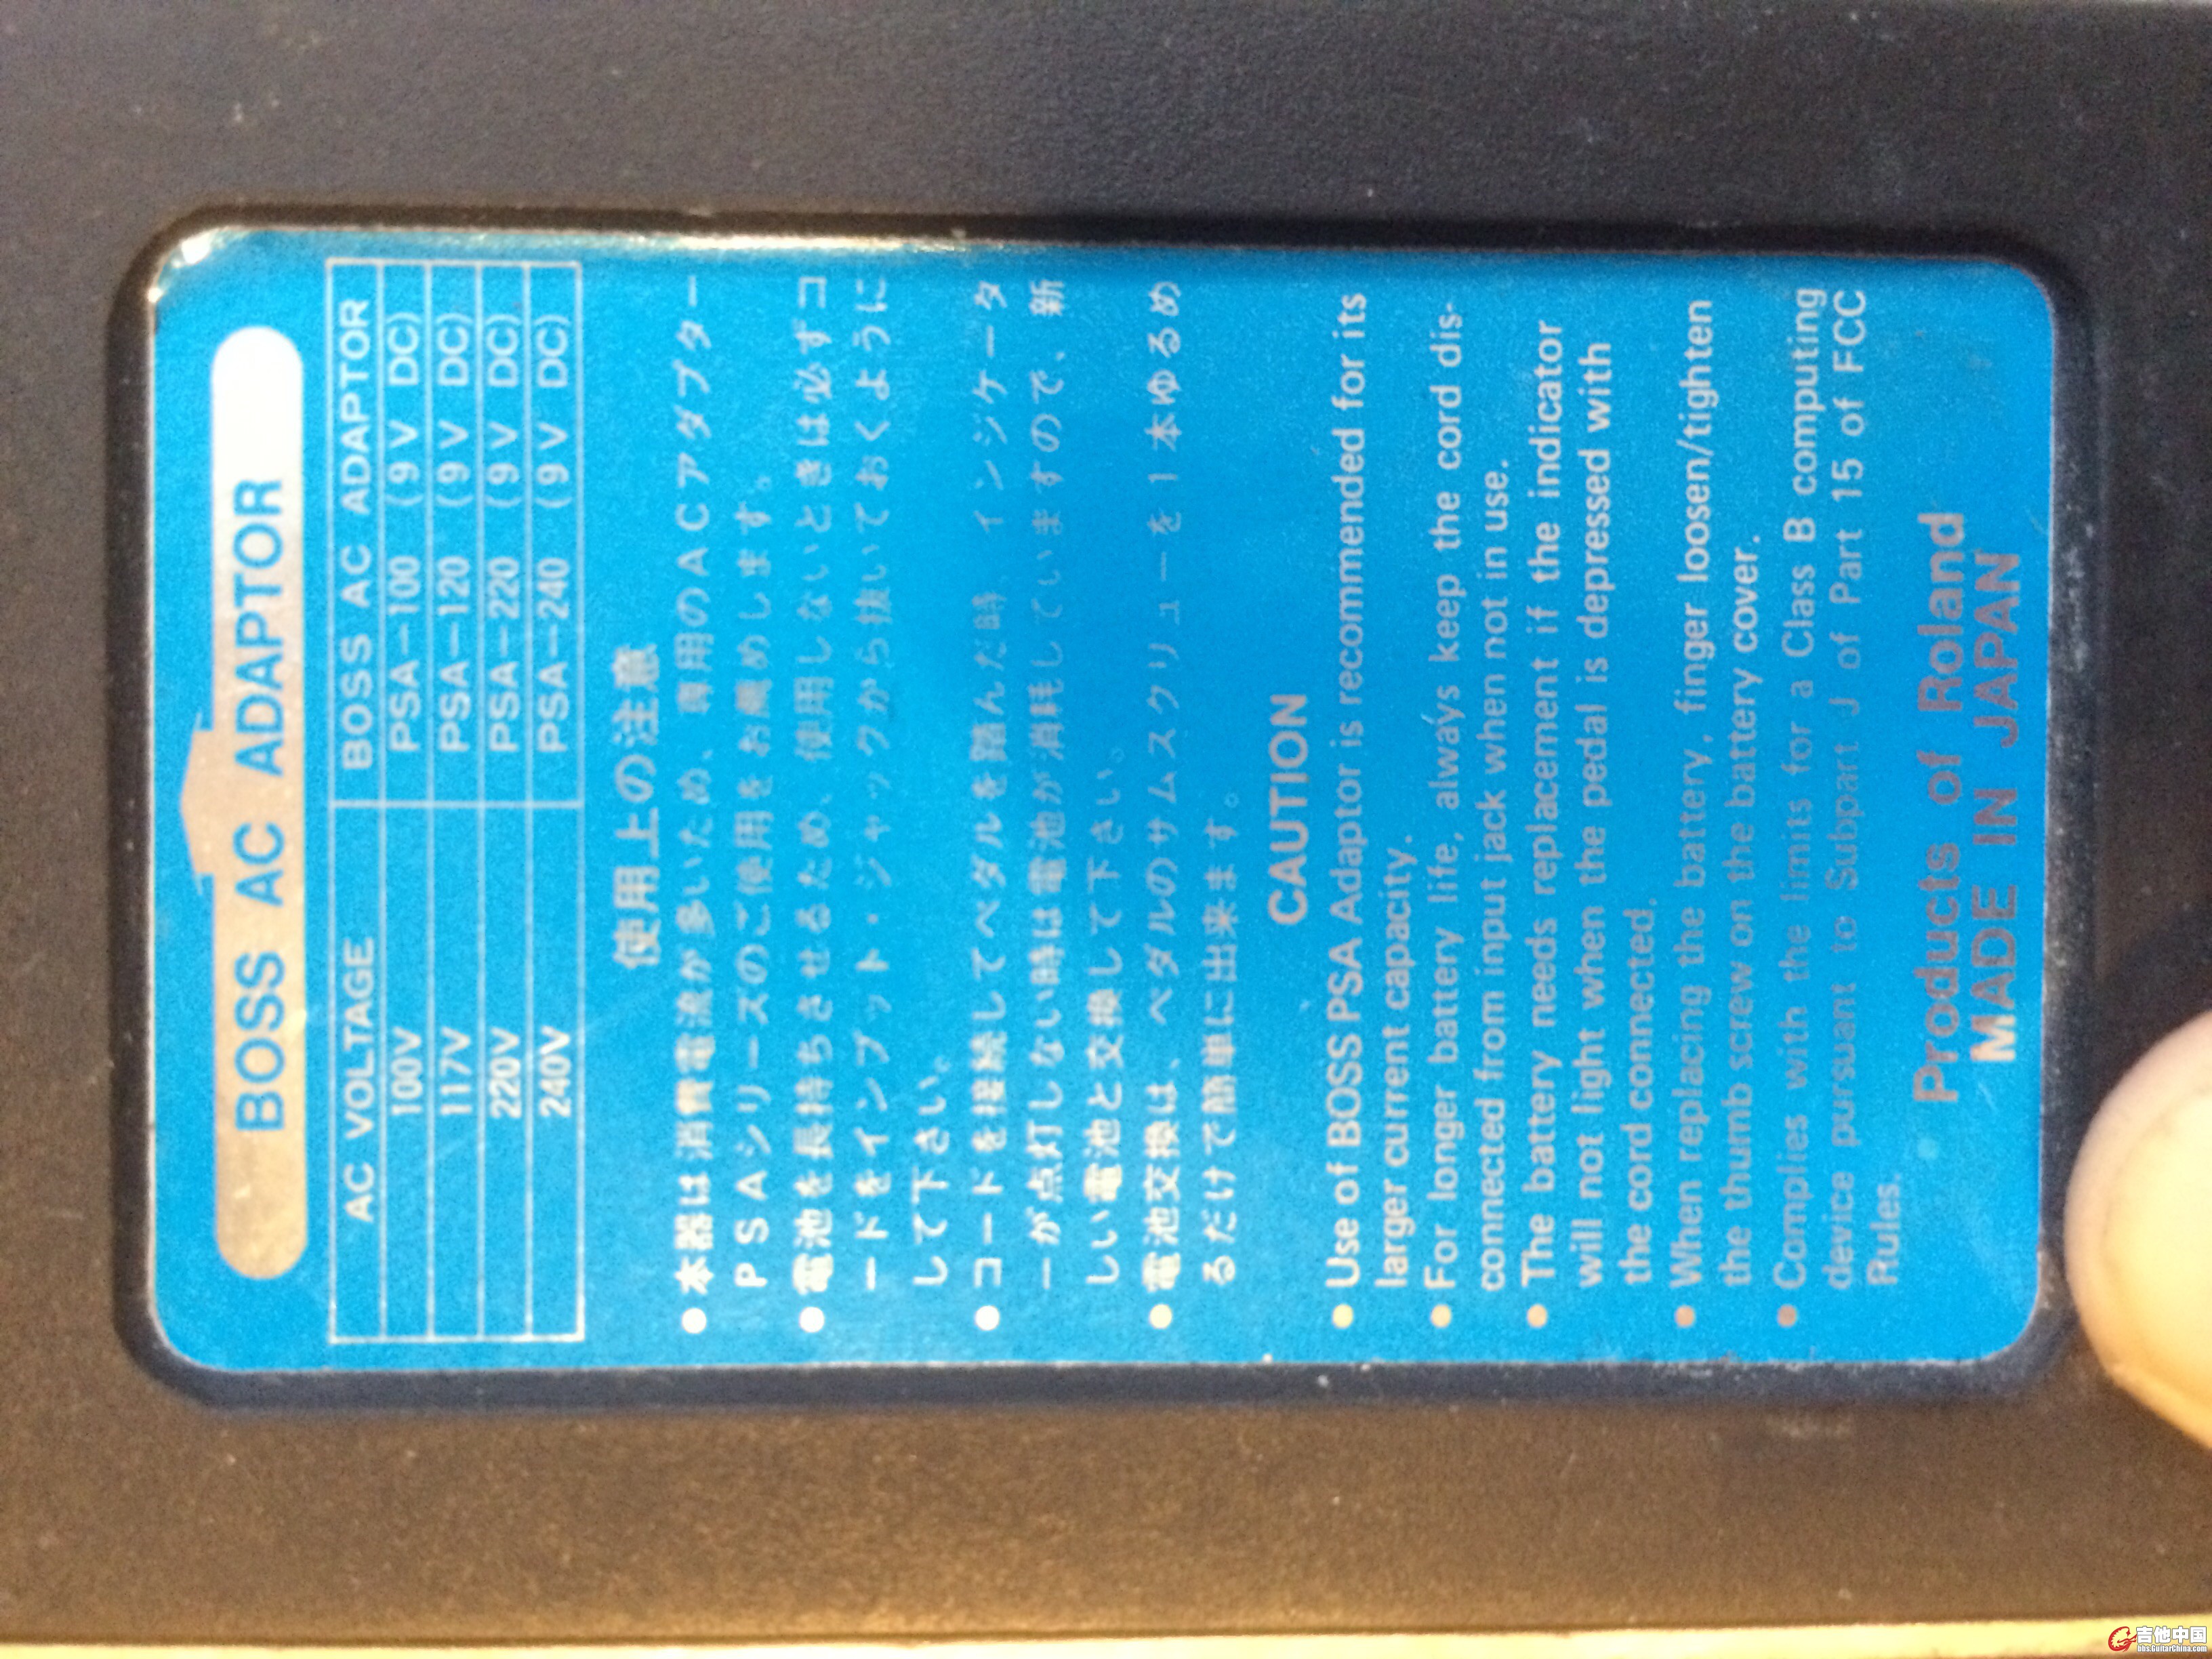 BOSS AC ADAPTOR
AC VOLTAGE BOSS AC ADAPTOR
100V PSA-100 (9V DC)
117V PSA-120 (9V DC)
220V PSA-220 (9V DC)
240V PSA-240 (9V DC)
使用上の注意
●本器は消費電流が多いため、専用のACアダプター
PSAシリーズのご使用をお薦めします。
●電池を長持ちさせるため、使用しないときは必ずコ
ードをインプット・ジャックから抜いておくように
して下さい。
●コードを接続してペダルを踏んだ時、インジケータ
ーが点灯しない時は電池が消耗していますので、新
しい電池と交換して下さい。
●電池交換は、ペダルのサムスクリューを1本ゆるめ
るだけで簡単に出来ます。
CAUTION
●Use of BOSS PSA Adaptor is recommended for its
larger current capacity.
●For longer battery life, always keep the cord dis-
connected from input jack when not in use.
●The battery needs replacement if the indicator
will not light when the pedal is depressed with
the cord connected.
●When replacing the battery, finger loosen/tighten
the thumb screw on the battery cover.
●Complies with the limits for a Class B computing
device pursuant to Subpart J of Part 15 of FCC
Rules.
Products of Roland
MADE IN JAPAN
吉他中国
bbs.GuitarChina.com